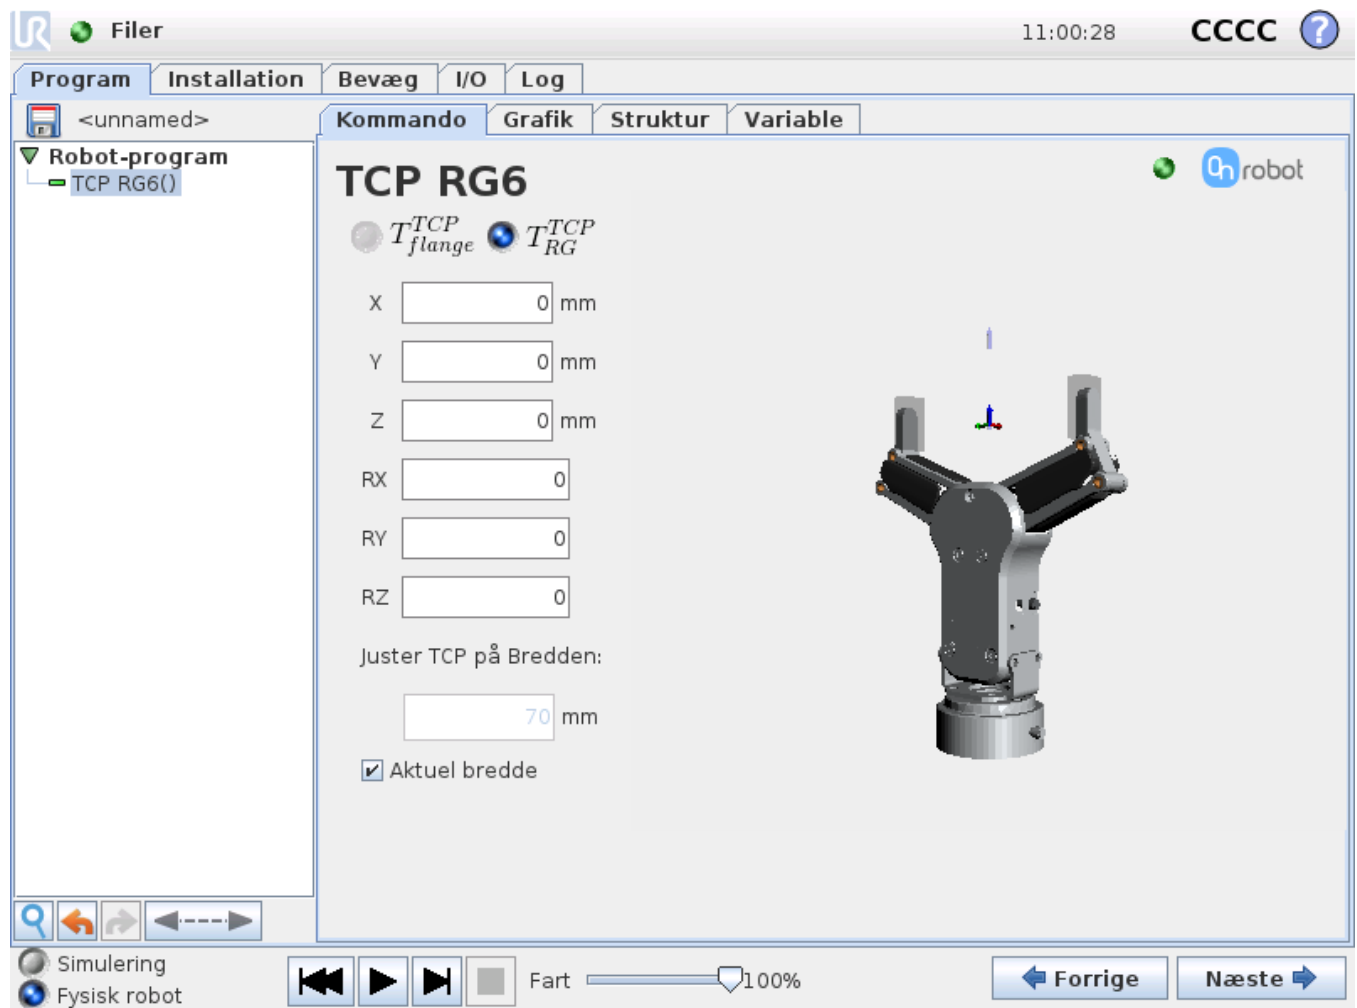 UR Filer 11:00:28 CCCC ?
Program Installation Bevæg I/O Log
<unnamed> Kommando Grafik Struktur Variable
Robot-program
TCP RG6()
TCP RG6
On robot
T^{TCP}_{flange} T^{TCP}_{RG}
X 0 mm
Y 0 mm
Z 0 mm
RX 0
RY 0
RZ 0
Juster TCP på Bredden:
70 mm
Aktuel bredde
Simulering
Fysisk robot
Fart 100%
Forrige Næste